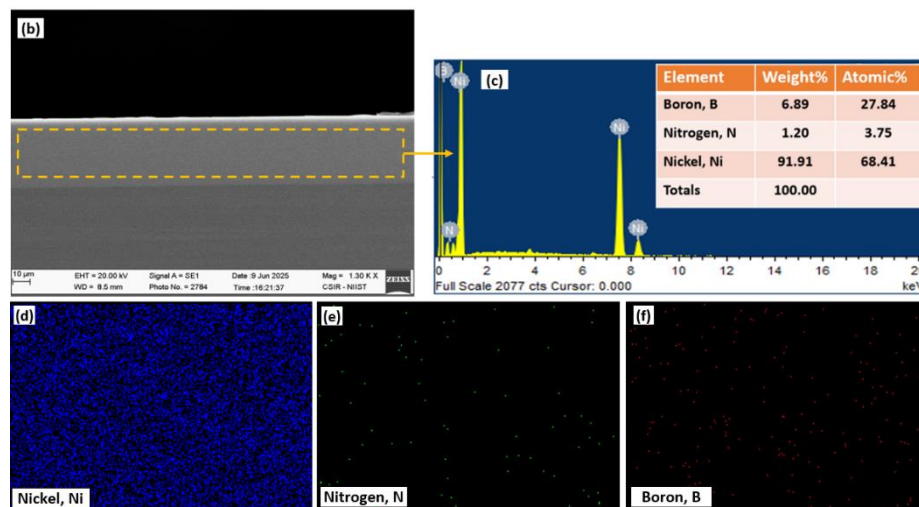 (b)
10 µm
EHT = 20.00 kV Signal A = SE1 Date :9 Jun 2025 Mag = 1.30 K X
WD = 8.5 mm Photo No. = 2784 Time :16:21:37 CSIR - NIIST
ZEISS
(c)
B
Ni
Ni
N
Ni
Element Weight% Atomic%
Boron, B 6.89 27.84
Nitrogen, N 1.20 3.75
Nickel, Ni 91.91 68.41
Totals 100.00
0 2 4 6 8 10 12 14 16 18 20
Full Scale 2077 cts Cursor: 0.000 keV
(d)
Nickel, Ni
(e)
Nitrogen, N
(f)
Boron, B